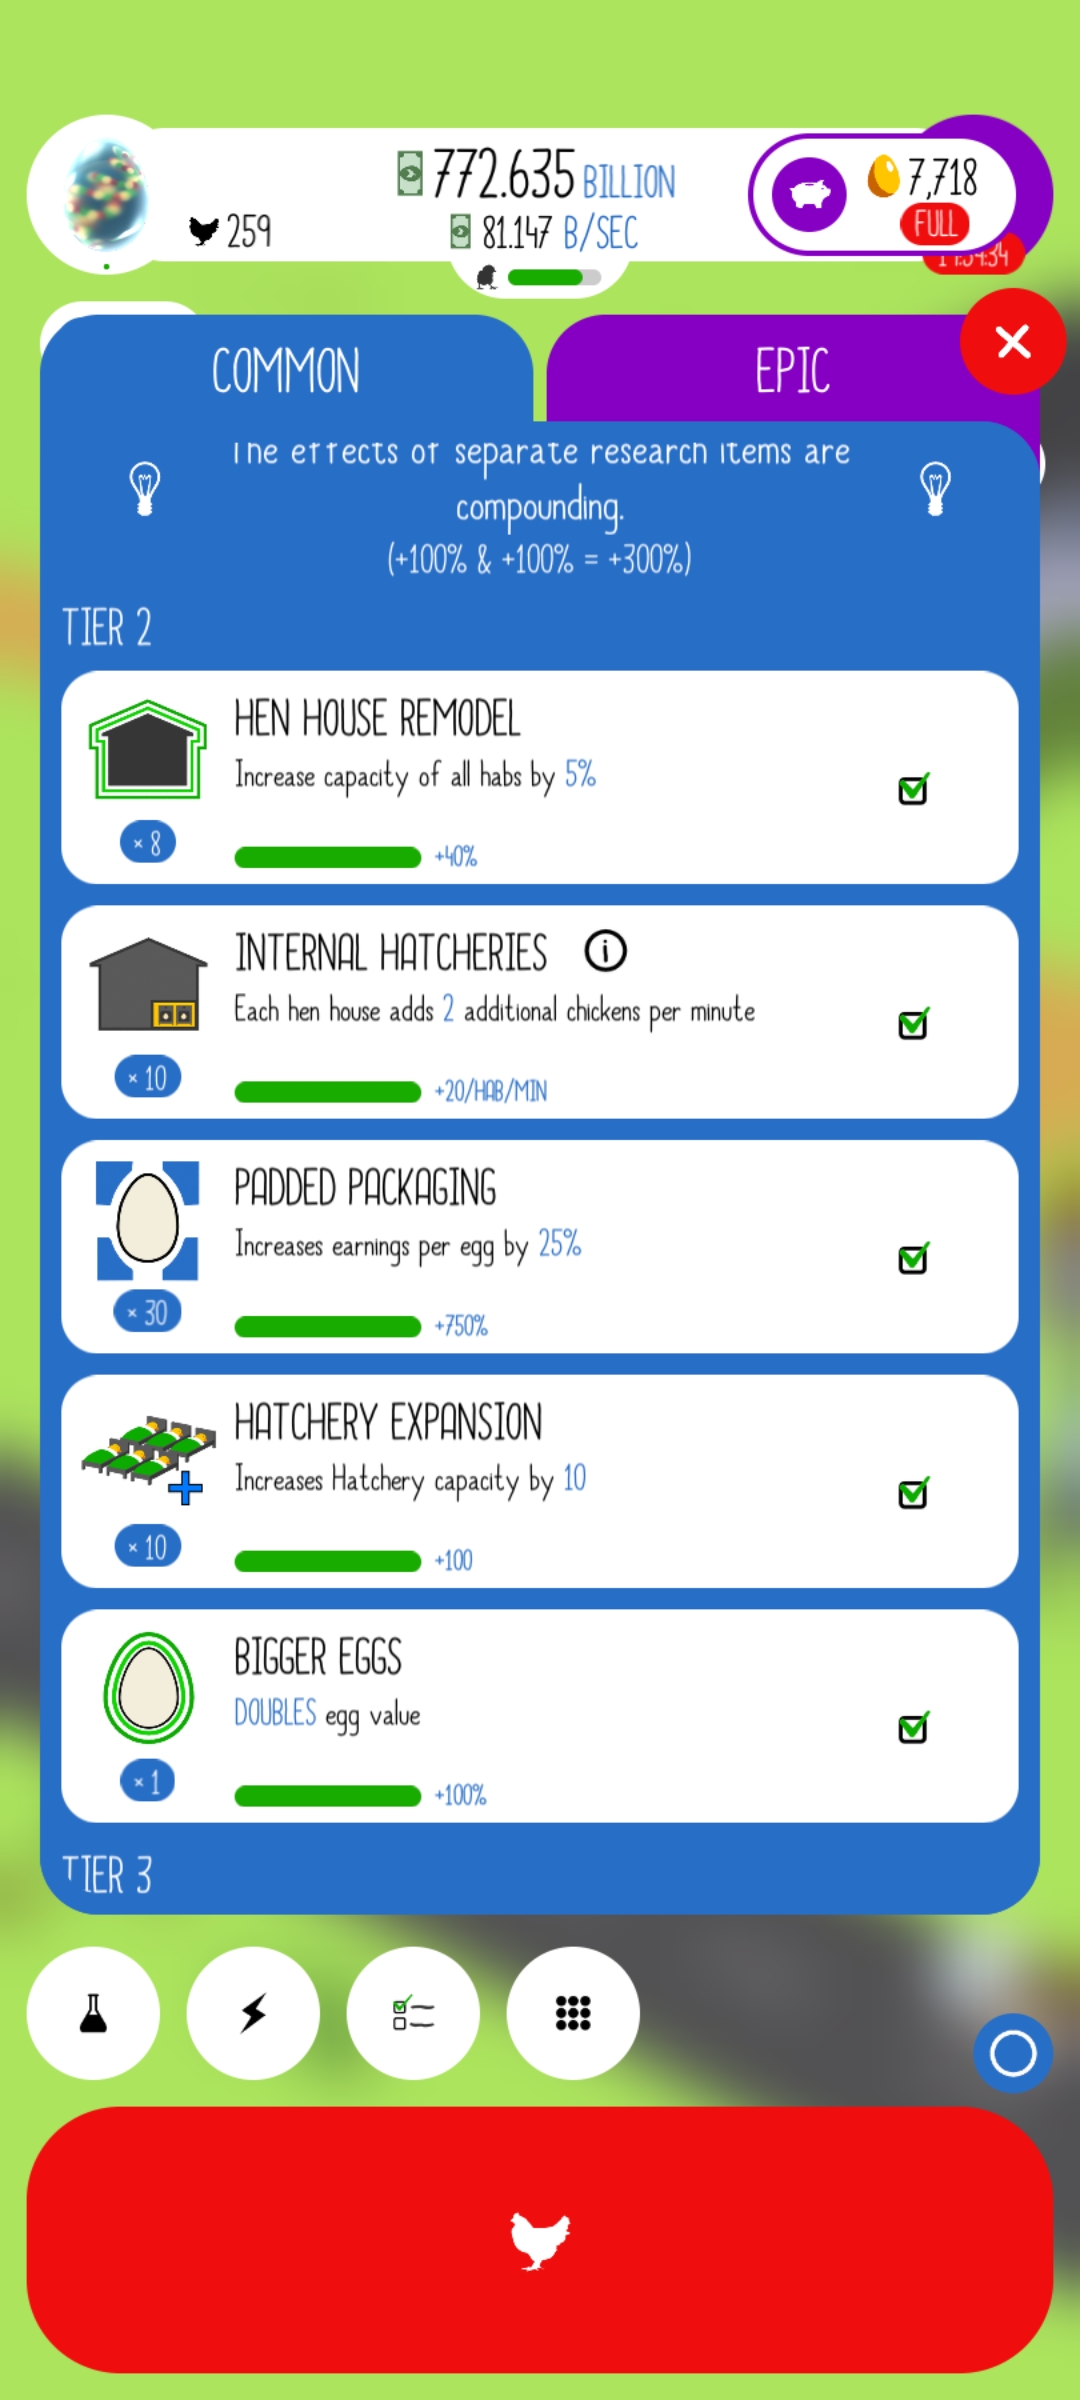 772.635 BILLION
7,718
259
81.147 B/SEC
FULL
COMMON
EPIC
The effects of separate research items are
compounding.
(+100% & +100% = +300%)
TIER 2
HEN HOUSE REMODEL
Increase capacity of all habs by 5%
× 8
+40%
INTERNAL HATCHERIES
Each hen house adds 2 additional chickens per minute
× 10
+20/HAB/MIN
PADDED PACKAGING
Increases earnings per egg by 25%
× 30
+750%
HATCHERY EXPANSION
Increases Hatchery capacity by 10
× 10
+100
BIGGER EGGS
DOUBLES egg value
× 1
+100%
TIER 3